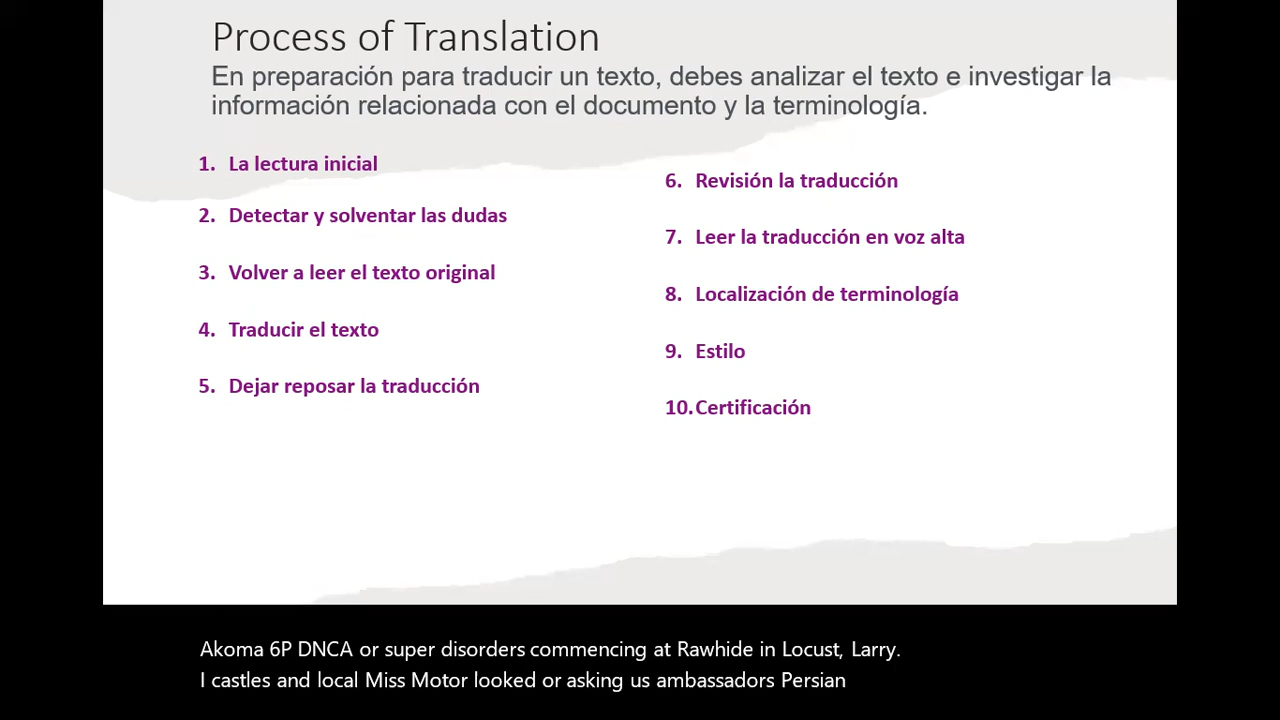 Process of Translation
En preparación para traducir un texto, debes analizar el texto e investigar la
información relacionada con el documento y la terminología.
1. La lectura inicial
2. Detectar y solventar las dudas
3. Volver a leer el texto original
4. Traducir el texto
5. Dejar reposar la traducción
6. Revisión la traducción
7. Leer la traducción en voz alta
8. Localización de terminología
9. Estilo
10. Certificación
Akoma 6P DNCA or super disorders commencing at Rawhide in Locust, Larry.
I castles and local Miss Motor looked or asking us ambassadors Persian